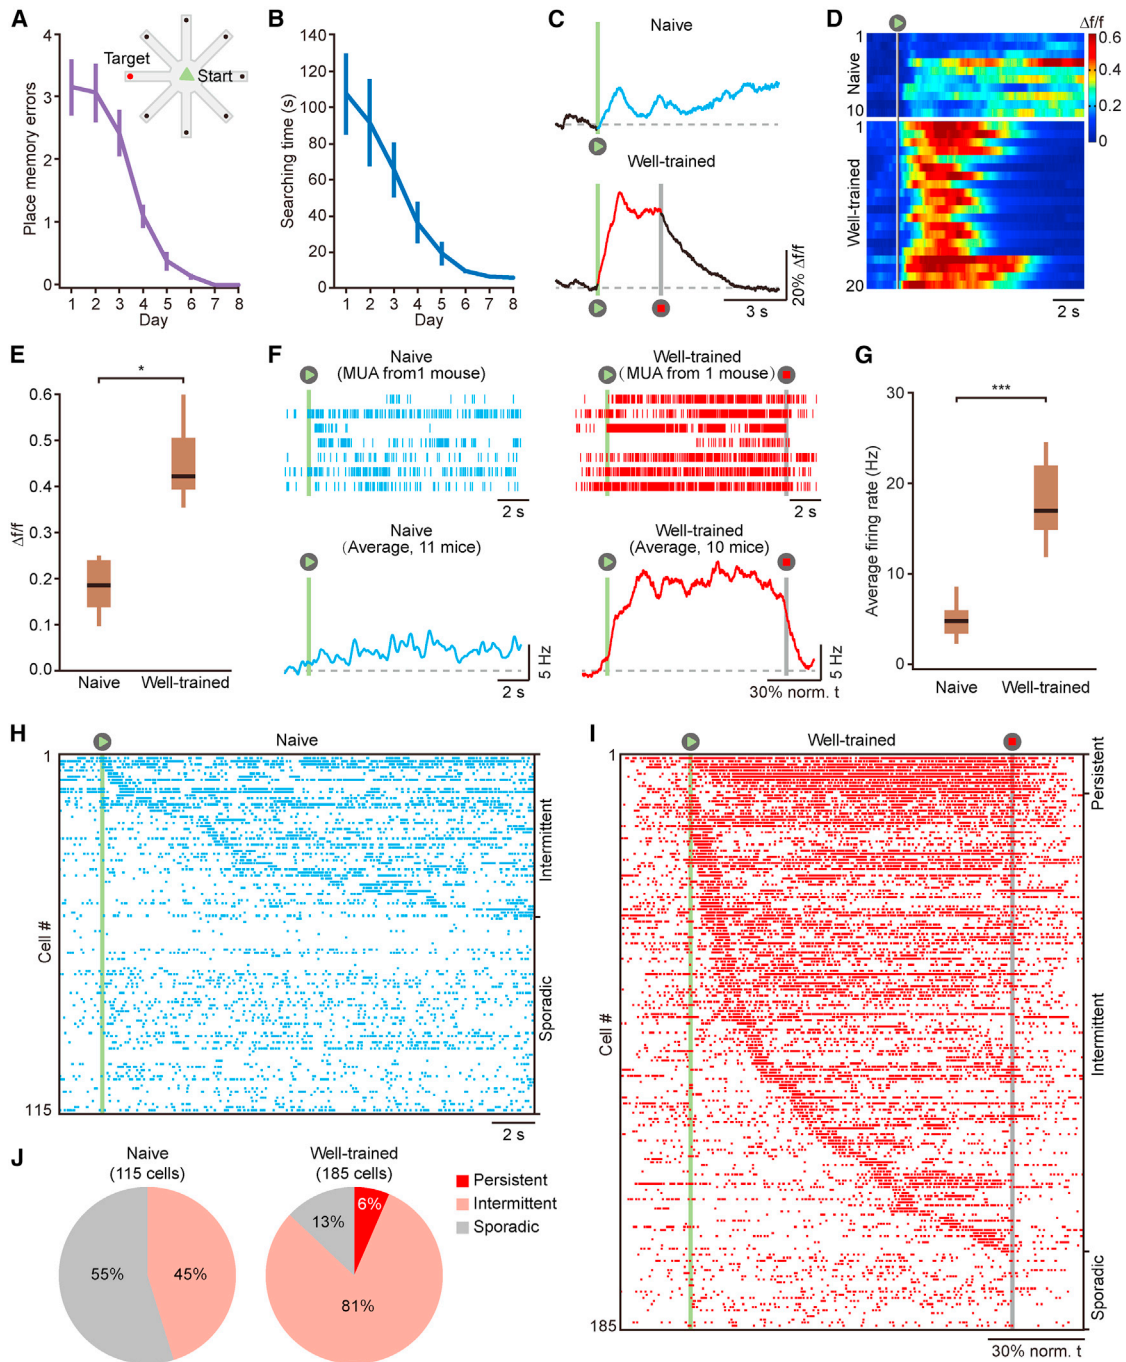 A
Target
Start
Place memory errors
4
3
2
1
0
1 2 3 4 5 6 7 8
Day
B
Searching time (s)
140
120
100
80
60
40
20
0
1 2 3 4 5 6 7 8
Day
C
Naive
Well-trained
20% Δf/f
3 s
D
Δf/f
0.6
0.4
0.2
0
Naive
1
10
Well-trained
1
20
2 s
E
*
Δf/f
0.6
0.5
0.4
0.3
0.2
0.1
0.0
Naive Well-trained
F
Naive
(MUA from1 mouse)
2 s
Well-trained
(MUA from 1 mouse)
2 s
Naive
(Average, 11 mice)
5 Hz
2 s
Well-trained
(Average, 10 mice)
5 Hz
30% norm. t
G
***
Average firing rate (Hz)
30
20
10
0
Naive Well-trained
H
Naive
1
Cell #
115
Intermittent
Sporadic
2 s
I
Well-trained
1
Cell #
185
Persistent
Intermittent
Sporadic
30% norm. t
J
Naive
(115 cells)
55%
45%
Well-trained
(185 cells)
13%
6%
81%
Persistent
Intermittent
Sporadic